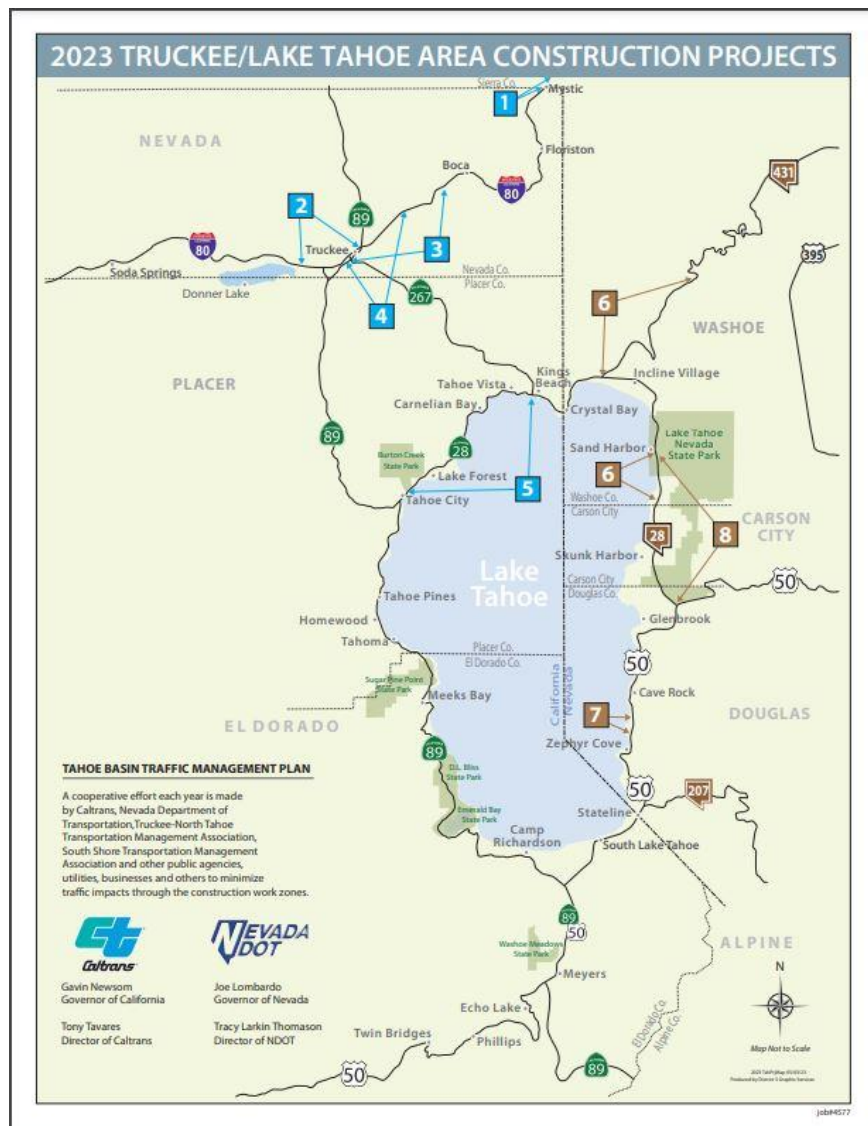 2023 TRUCKEE/LAKE TAHOE AREA CONSTRUCTION PROJECTS
Sierra Co.
Mystic
1
NEVADA
Floriston
Boca
431
80
2
89
Truckee
3
80
395
Soda Springs
Nevada Co.
Placer Co.
Donner Lake
267
4
6
WASHOE
PLACER
Kings
Beach
Incline Village
Tahoe Vista
Carnelian Bay
Crystal Bay
89
28
Lake Tahoe
Nevada
State Park
Sand Harbor
Burton Creek
State Park
Lake Forest
6
5
Tahoe City
Washoe Co.
Carson City
CARSON
CITY
28
8
Skunk Harbor
Lake
Tahoe
Carson City
Douglas Co.
50
Tahoe Pines
Glenbrook
Homewood
Tahoma
Placer Co.
El Dorado Co.
50
Sugar Pine Point
State Park
California
Nevada
Cave Rock
Meeks Bay
EL DORADO
7
DOUGLAS
89
Zephyr Cove
D.L. Bliss
State Park
50
207
Emerald Bay
State Park
Stateline
Camp
Richardson
South Lake Tahoe
TAHOE BASIN TRAFFIC MANAGEMENT PLAN
A cooperative effort each year is made
by Caltrans, Nevada Department of
Transportation,Truckee-North Tahoe
Transportation Management Association,
South Shore Transportation Management
Association and other public agencies,
utilities, businesses and others to minimize
traffic impacts through the construction work zones.
89
50
Washoe Meadows
State Park
ALPINE
Meyers
ct
Caltrans
NEVADA
DOT
Gavin Newsom
Governor of California
Joe Lombardo
Governor of Nevada
Tony Tavares
Director of Caltrans
Tracy Larkin Thomason
Director of NDOT
Echo Lake
Twin Bridges
Phillips
50
89
El Dorido Co.
Alpine Co.
N
Map Not to Scale
Produced by District 3 Graphic Services
job#4577